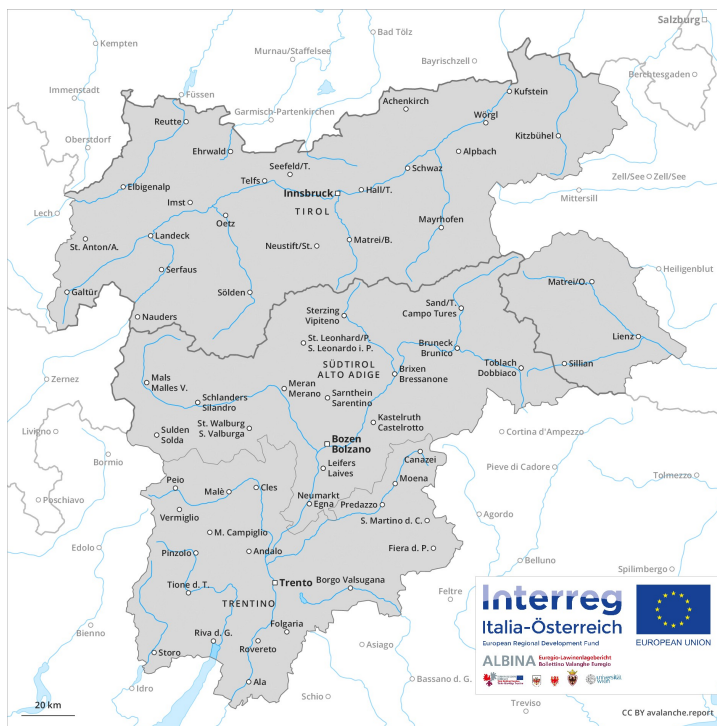 Salzburg
Kempten
Bad Tölz
Murnau/Staffelsee
Bayrischzell
Berchtesgaden
Immenstadt
Füssen
Garmisch-Partenkirchen
Achenkirch
Kufstein
Reutte
Wörgl
Oberstdorf
Ehrwald
Kitzbühel
Alpbach
Seefeld/T.
Schwaz
Zell/See
Zell/See
Telfs
Elbigenalp
Innsbruck
Hall/T.
Mittersill
Imst
TIROL
Lech
Oetz
Mayrhofen
Landeck
St. Anton/A.
Neustift/St.
Matrei/B.
Serfaus
Heiligenblut
Matrei/O.
Galtür
Sölden
Sand/T.
Campo Tures
Sterzing
Vipiteno
Nauders
St. Leonhard/P.
S. Leonardo i. P.
Bruneck
Brunico
Lienz
SÜDTIROL
ALTO ADIGE
Toblach
Dobbiaco
Sillian
Brixen
Bressanone
Zernez
Mals
Malles V.
Meran
Merano
Sarnthein
Sarentino
Schlanders
Silandro
St. Walburg
S. Valburga
Kastelruth
Castelrotto
Livigno
Sulden
Solda
Cortina d'Ampezzo
Bozen
Bolzano
Bormio
Canazei
Pieve di Cadore
Leifers
Laives
Tolmezzo
Peio
Malè
Cles
Moena
Poschiavo
Neumarkt
Egna
Predazzo
Vermiglio
Agordo
S. Martino d. C.
M. Campiglio
Edolo
Pinzolo
Andalo
Fiera d. P.
Belluno
Spilimbergo
Trento
Borgo Valsugana
Tione d. T.
Feltre
TRENTINO
Folgaria
Bienno
Riva d. G.
Rovereto
Asiago
Storo
Idro
Ala
Schio
Bassano d. G.
Treviso
Interreg
Italia-Österreich
European Regional Development Fund
EUROPEAN UNION
ALBINA
Euregio-Lawinenlagebericht
Bollettino Valanghe Euregio
universität
wien
20 km
CC BY avalanche.report